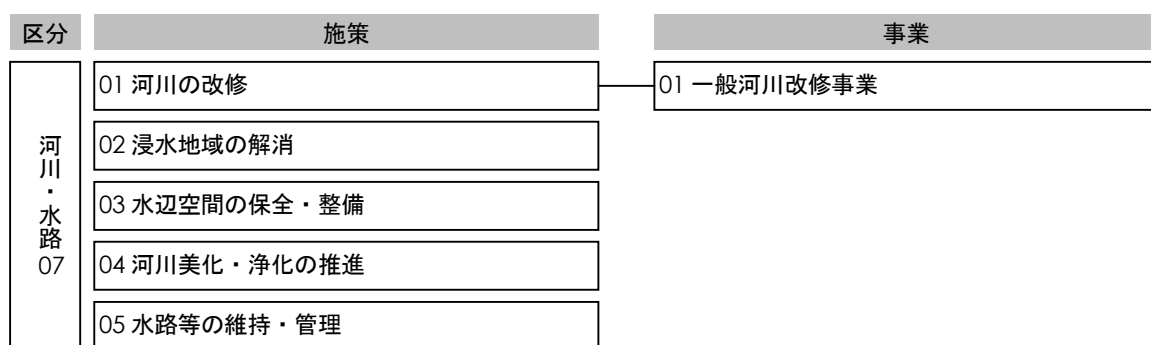 区分
施策
事業
河川・水路
07
01 河川の改修
01 一般河川改修事業
02 浸水地域の解消
03 水辺空間の保全・整備
04 河川美化・浄化の推進
05 水路等の維持・管理